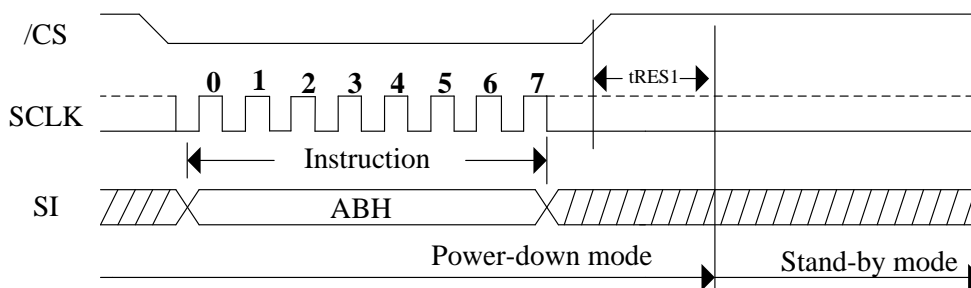 /CS
tRES1
0 1 2 3 4 5 6 7
SCLK
Instruction
SI
ABH
Power-down mode
Stand-by mode